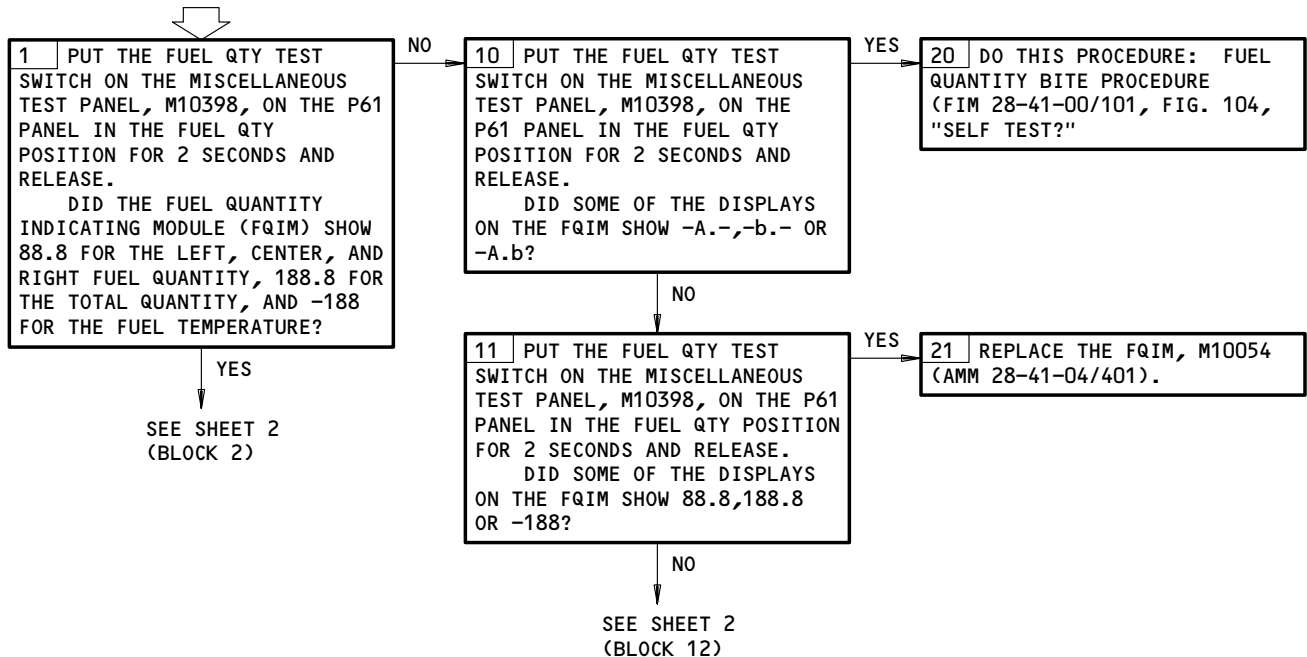 1 PUT THE FUEL QTY TEST
SWITCH ON THE MISCELLANEOUS
TEST PANEL, M10398, ON THE P61
PANEL IN THE FUEL QTY
POSITION FOR 2 SECONDS AND
RELEASE.
DID THE FUEL QUANTITY
INDICATING MODULE (FQIM) SHOW
88.8 FOR THE LEFT, CENTER, AND
RIGHT FUEL QUANTITY, 188.8 FOR
THE TOTAL QUANTITY, AND -188
FOR THE FUEL TEMPERATURE?
NO
YES
SEE SHEET 2
(BLOCK 2)
10 PUT THE FUEL QTY TEST
SWITCH ON THE MISCELLANEOUS
TEST PANEL, M10398, ON THE
P61 PANEL IN THE FUEL QTY
POSITION FOR 2 SECONDS AND
RELEASE.
DID SOME OF THE DISPLAYS
ON THE FQIM SHOW -A.-,-b.- OR
-A.b?
YES
NO
20 DO THIS PROCEDURE: FUEL
QUANTITY BITE PROCEDURE
(FIM 28-41-00/101, FIG. 104,
"SELF TEST?"
11 PUT THE FUEL QTY TEST
SWITCH ON THE MISCELLANEOUS
TEST PANEL, M10398, ON THE P61
PANEL IN THE FUEL QTY POSITION
FOR 2 SECONDS AND RELEASE.
DID SOME OF THE DISPLAYS
ON THE FQIM SHOW 88.8,188.8
OR -188?
YES
NO
21 REPLACE THE FQIM, M10054
(AMM 28-41-04/401).
SEE SHEET 2
(BLOCK 12)